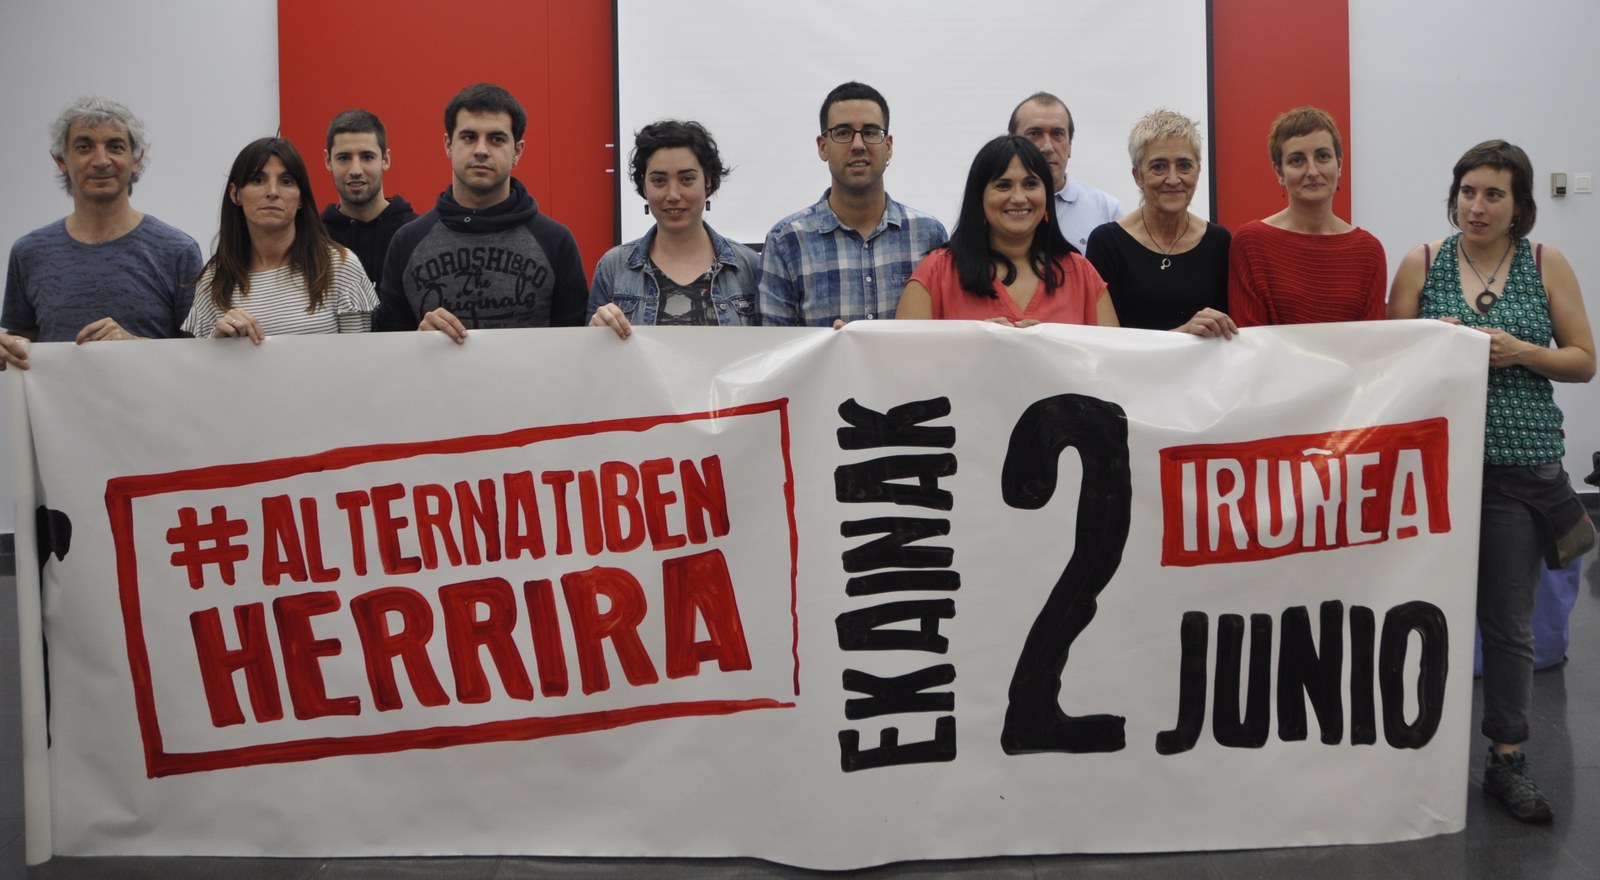 KOROSHI&CO
The
Originals
#ALTERNATIBEN
HERRIRA
EKAINAK
2
IRUÑEA
JUNIO